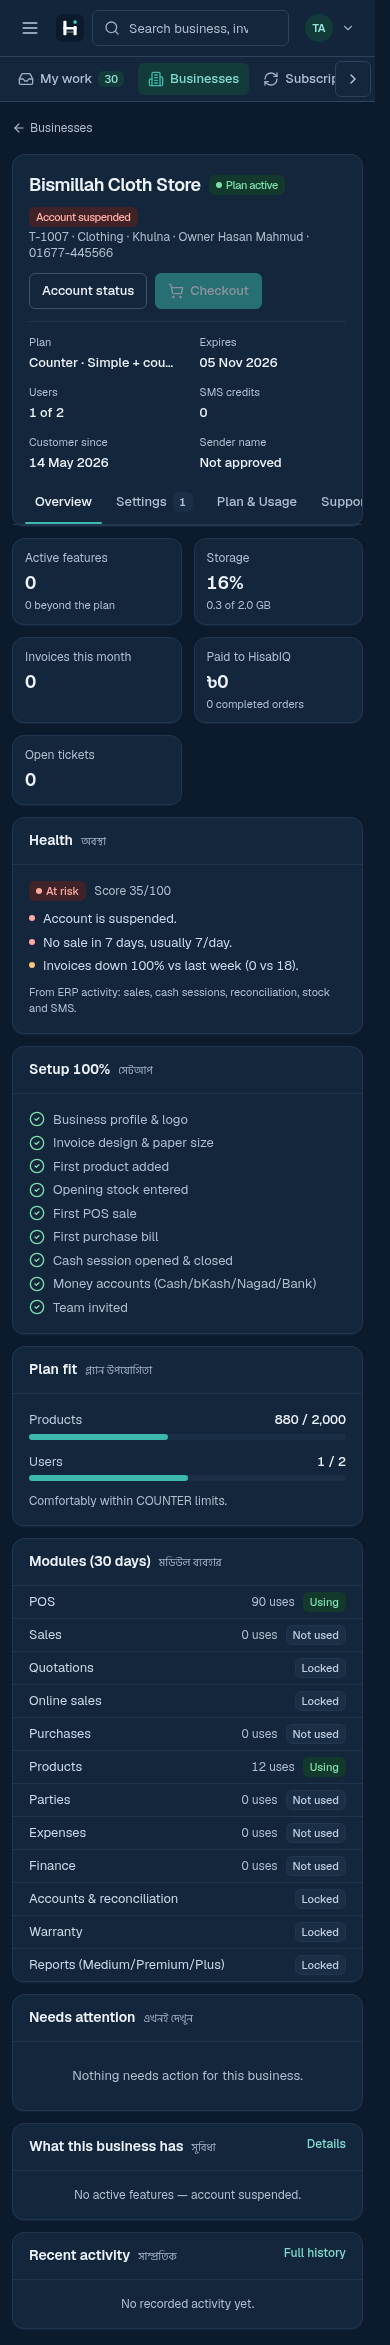 Search business, inv
TA
My work 30
Businesses
Subscrip
Businesses
Bismillah Cloth Store
Plan active
Account suspended
T-1007 · Clothing · Khulna · Owner Hasan Mahmud ·
01677-445566
Account status
Checkout
Plan
Expires
Counter · Simple + cou...
05 Nov 2026
Users
SMS credits
1 of 2
0
Customer since
Sender name
14 May 2026
Not approved
Overview
Settings 1
Plan & Usage
Suppor
Active features
0
0 beyond the plan
Storage
16%
0.3 of 2.0 GB
Invoices this month
0
Paid to HisabIQ
৳0
0 completed orders
Open tickets
0
Health অবস্থা
At risk Score 35/100
Account is suspended.
No sale in 7 days, usually 7/day.
Invoices down 100% vs last week (0 vs 18).
From ERP activity: sales, cash sessions, reconciliation, stock
and SMS.
Setup 100% সেটআপ
Business profile & logo
Invoice design & paper size
First product added
Opening stock entered
First POS sale
First purchase bill
Cash session opened & closed
Money accounts (Cash/bKash/Nagad/Bank)
Team invited
Plan fit প্ল্যান উপযোগিতা
Products 880 / 2,000
Users 1 / 2
Comfortably within COUNTER limits.
Modules (30 days) মডিউল ব্যবহার
POS 90 uses Using
Sales 0 uses Not used
Quotations Locked
Online sales Locked
Purchases 0 uses Not used
Products 12 uses Using
Parties 0 uses Not used
Expenses 0 uses Not used
Finance 0 uses Not used
Accounts & reconciliation Locked
Warranty Locked
Reports (Medium/Premium/Plus) Locked
Needs attention এখনই দেখুন
Nothing needs action for this business.
What this business has সুবিধা Details
No active features — account suspended.
Recent activity সাম্প্রতিক Full history
No recorded activity yet.